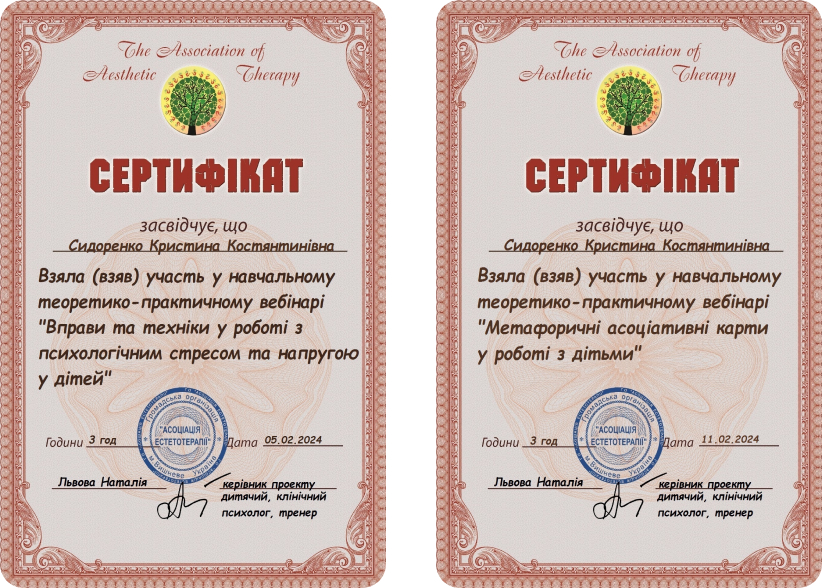 The Association of
Aesthetic Therapy
СЕРТИФІКАТ
засвідчує, що
Сидоренко Кристина Костянтинівна
Взяла (взяв) участь у навчальному
теоретико-практичному вебінарі
"Вправи та техніки у роботі з
психологічним стресом та напругою
у дітей"
Громадська організація
"АСОЦІАЦІЯ
ЕСТЕТОТЕРАПІЇ"
м.Вишневе Україна
Години 3 год Дата 05.02.2024
Львова Наталія керівник проекту
дитячий, клінічний
психолог, тренер
The Association of
Aesthetic Therapy
СЕРТИФІКАТ
засвідчує, що
Сидоренко Кристина Костянтинівна
Взяла (взяв) участь у навчальному
теоретико-практичному вебінарі
"Метафоричні асоціативні карти
у роботі з дітьми"
Громадська організація
"АСОЦІАЦІЯ
ЕСТЕТОТЕРАПІЇ"
м.Вишневе Україна
Години 3 год Дата 11.02.2024
Львова Наталія керівник проекту
дитячий, клінічний
психолог, тренер